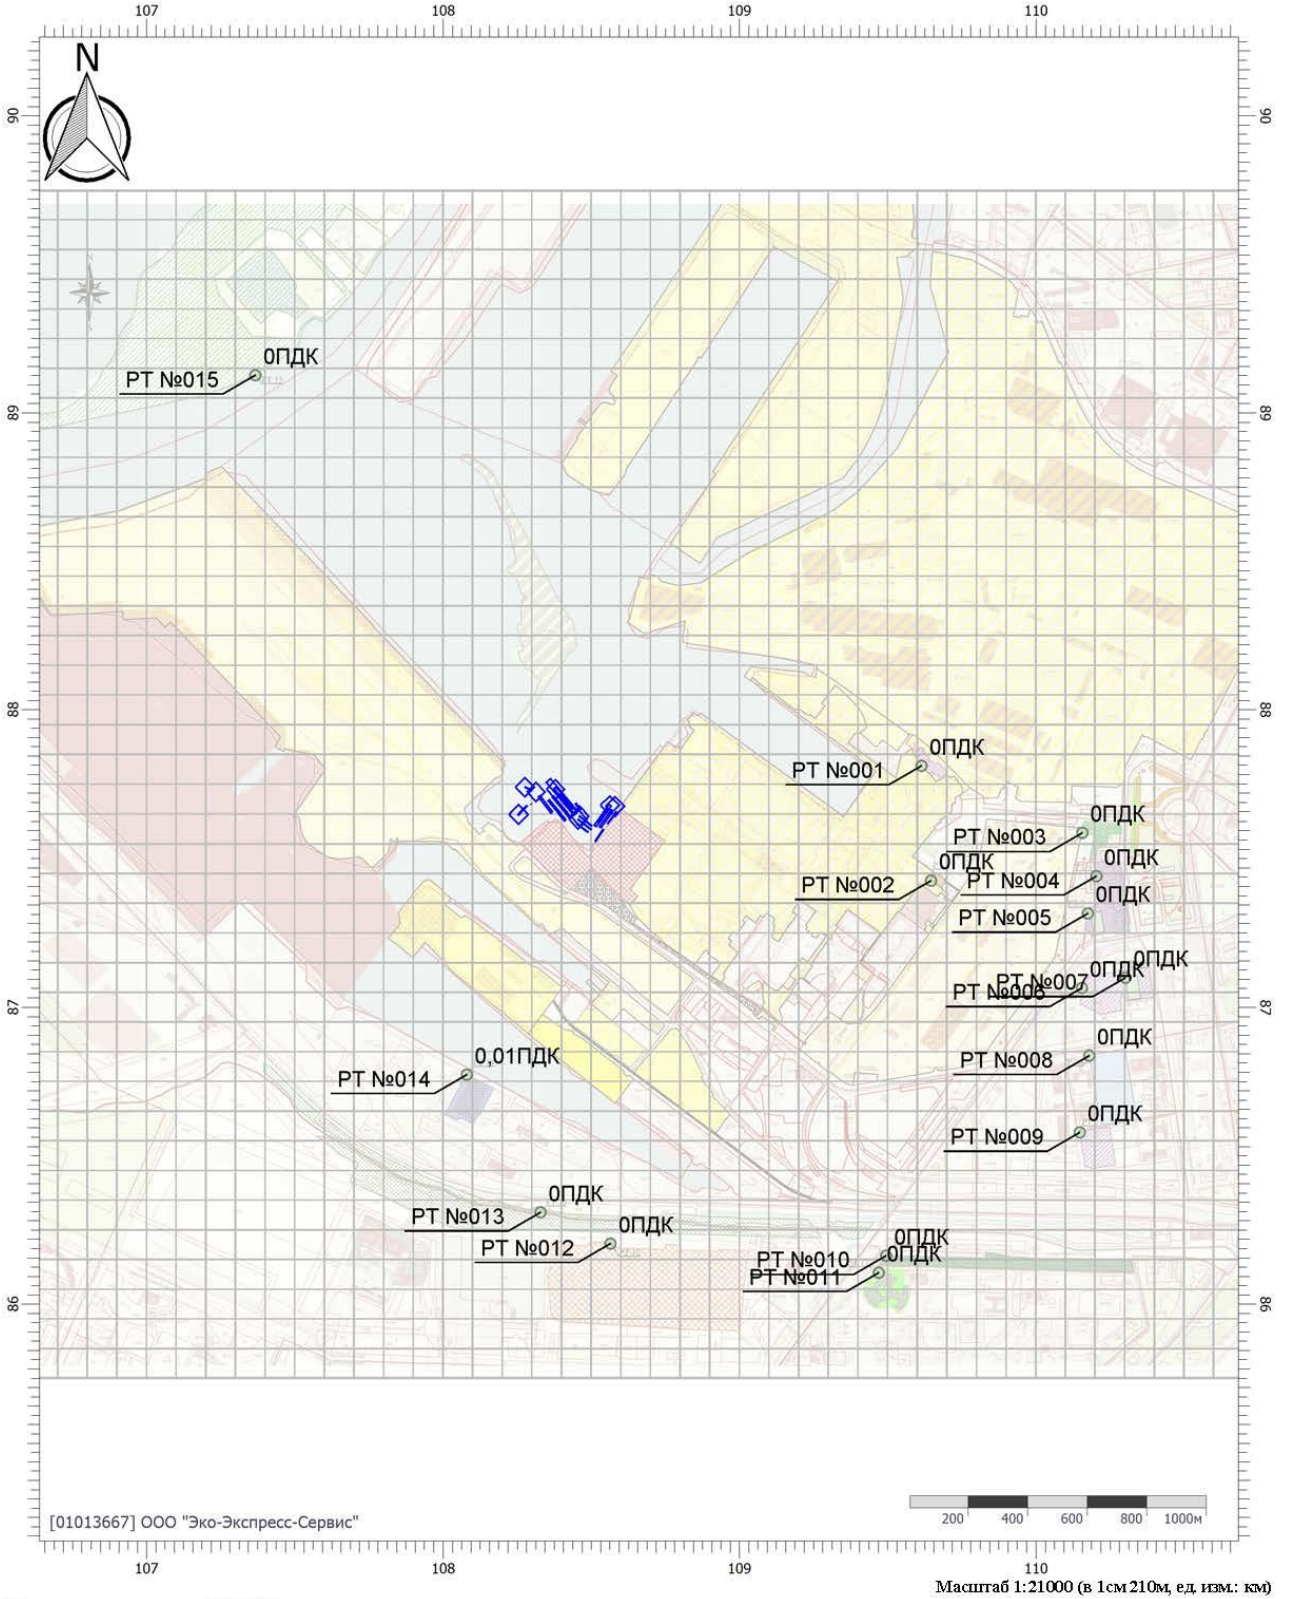 107 108 109 110
N
90 90
0ПДК
РТ №015
89 89
88 88
0ПДК
РТ №001
0ПДК
РТ №003
0ПДК
РТ №002
0ПДК
РТ №004
0ПДК
РТ №005
0ПДК
РТ №007
0ПДК
РТ №006
87 87
0ПДК
РТ №008
0,01ПДК
РТ №014
0ПДК
РТ №009
0ПДК
РТ №013
0ПДК
РТ №012
0ПДК
РТ №010
0ПДК
РТ №011
86 86
200 400 600 800 1000м
[01013667] ООО "Эко-Экспресс-Сервис"
107 108 109 110
Масштаб 1:21000 (в 1см 210м, ед. изм.: км)